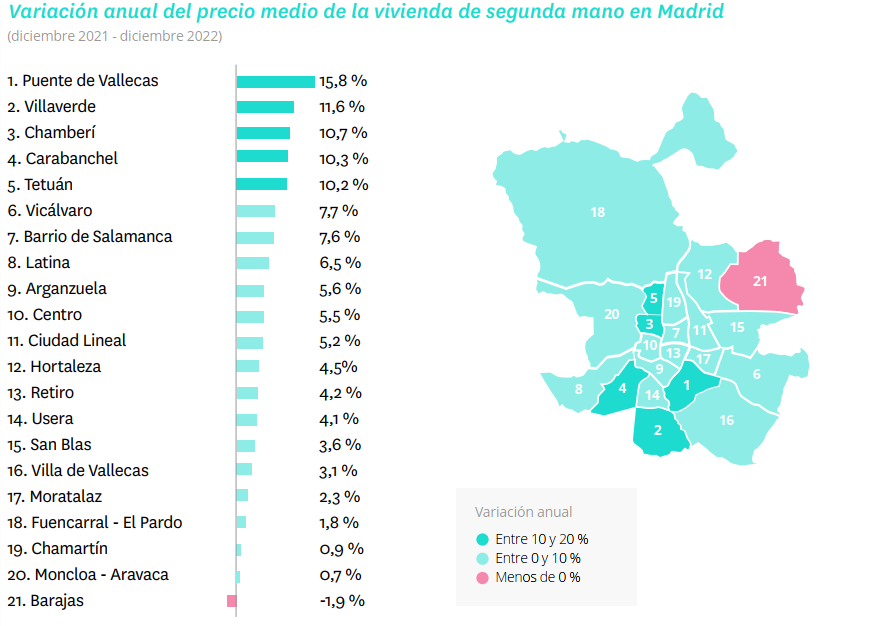 Variación anual del precio medio de la vivienda de segunda mano en Madrid
(diciembre 2021 - diciembre 2022)
1. Puente de Vallecas 15,8 %
2. Villaverde 11,6 %
3. Chamberí 10,7 %
4. Carabanchel 10,3 %
5. Tetuán 10,2 %
6. Vicálvaro 7,7 %
7. Barrio de Salamanca 7,6 %
8. Latina 6,5 %
9. Arganzuela 5,6 %
10. Centro 5,5 %
11. Ciudad Lineal 5,2 %
12. Hortaleza 4,5%
13. Retiro 4,2 %
14. Usera 4,1 %
15. San Blas 3,6 %
16. Villa de Vallecas 3,1 %
17. Moratalaz 2,3 %
18. Fuencarral - El Pardo 1,8 %
19. Chamartín 0,9 %
20. Moncloa - Aravaca 0,7 %
21. Barajas -1,9 %
18
12
21
5
19
20
3
7
11
15
10
13
17
9
6
8
4
14
1
16
2
Variación anual
Entre 10 y 20 %
Entre 0 y 10 %
Menos de 0 %